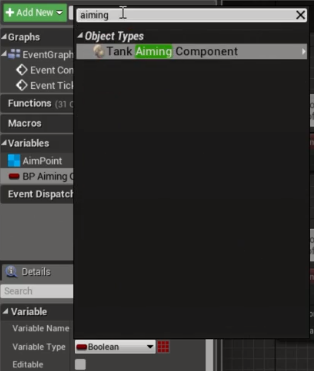 Add New
aiming
Graphs
Object Types
EventGraph
Tank Aiming Component
Event Con
Event Tick
Functions (31 O
Macros
Variables
AimPoint
BP Aiming C
Event Dispatch
Details
Search
Variable
Variable Name
Variable Type Boolean
Editable